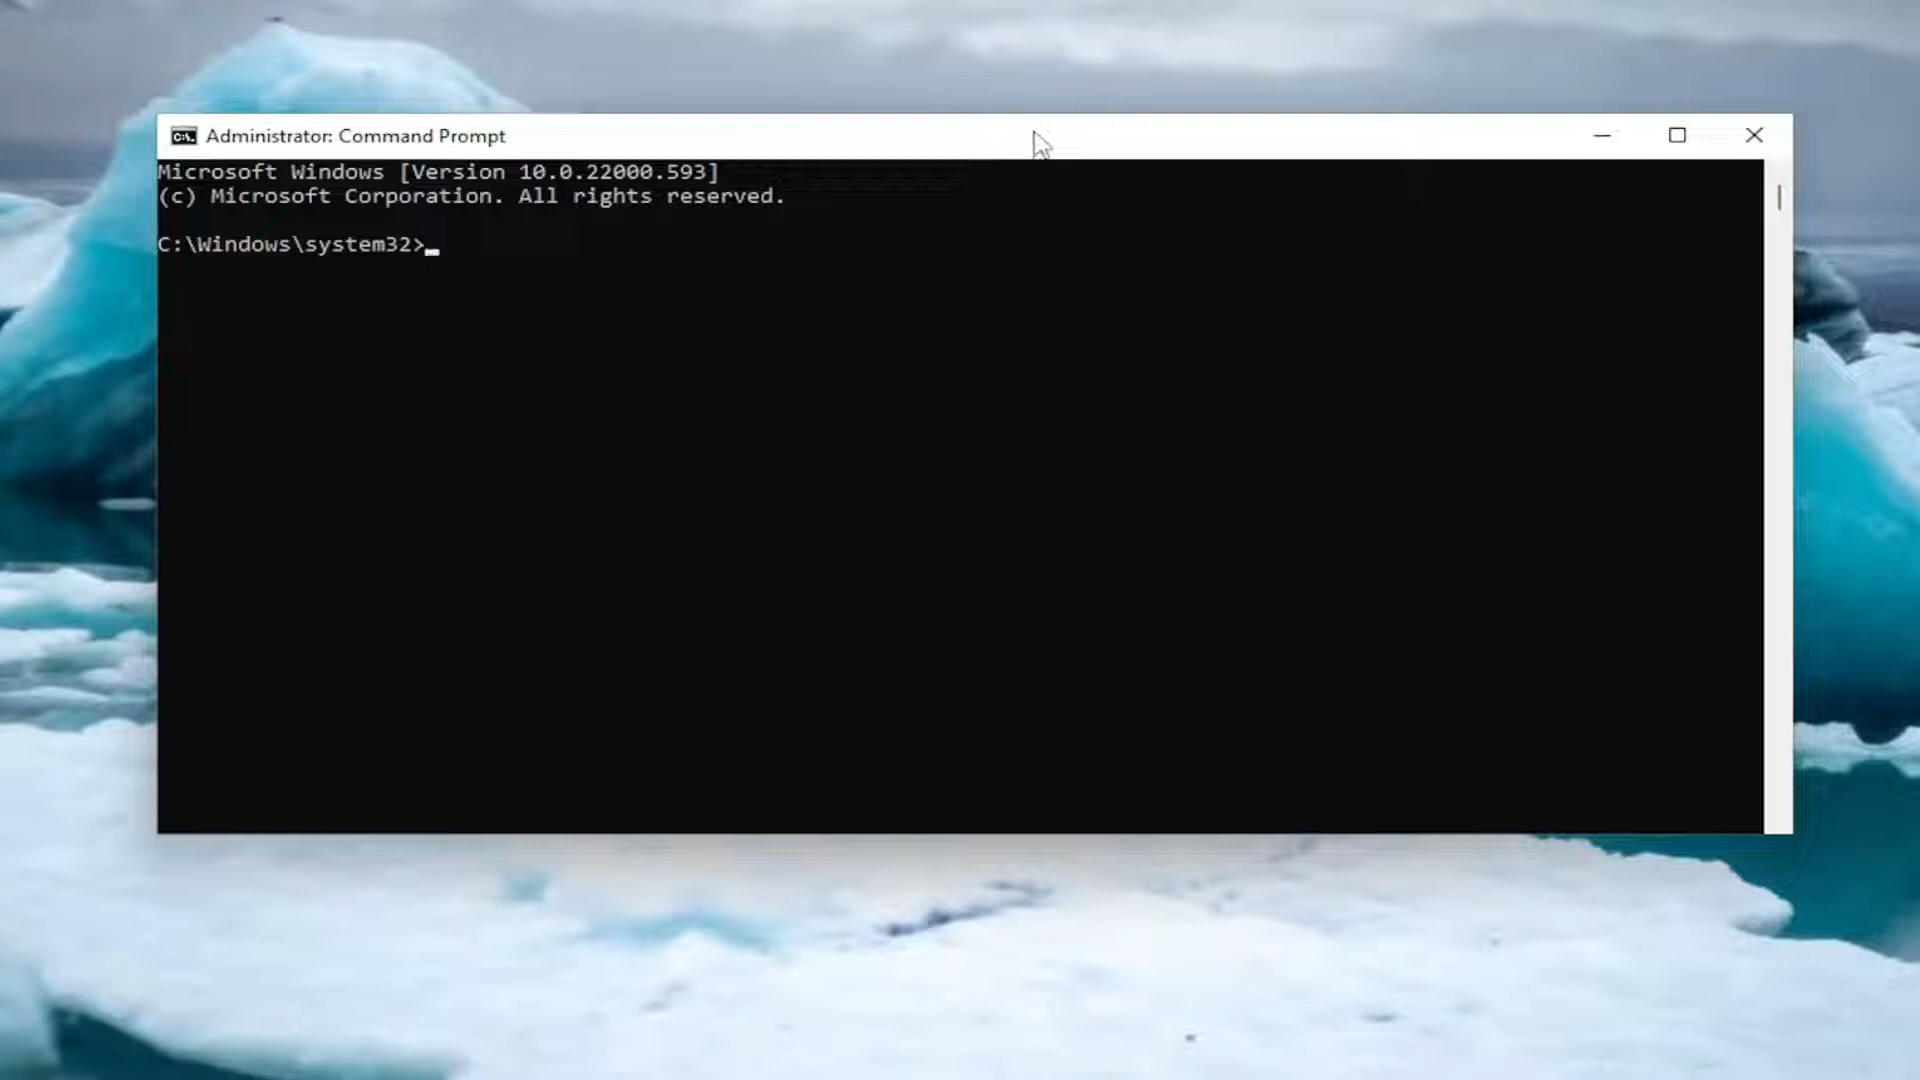 Administrator: Command Prompt
Microsoft Windows [Version 10.0.22000.593]
(c) Microsoft Corporation. All rights reserved.
C:\Windows\system32>